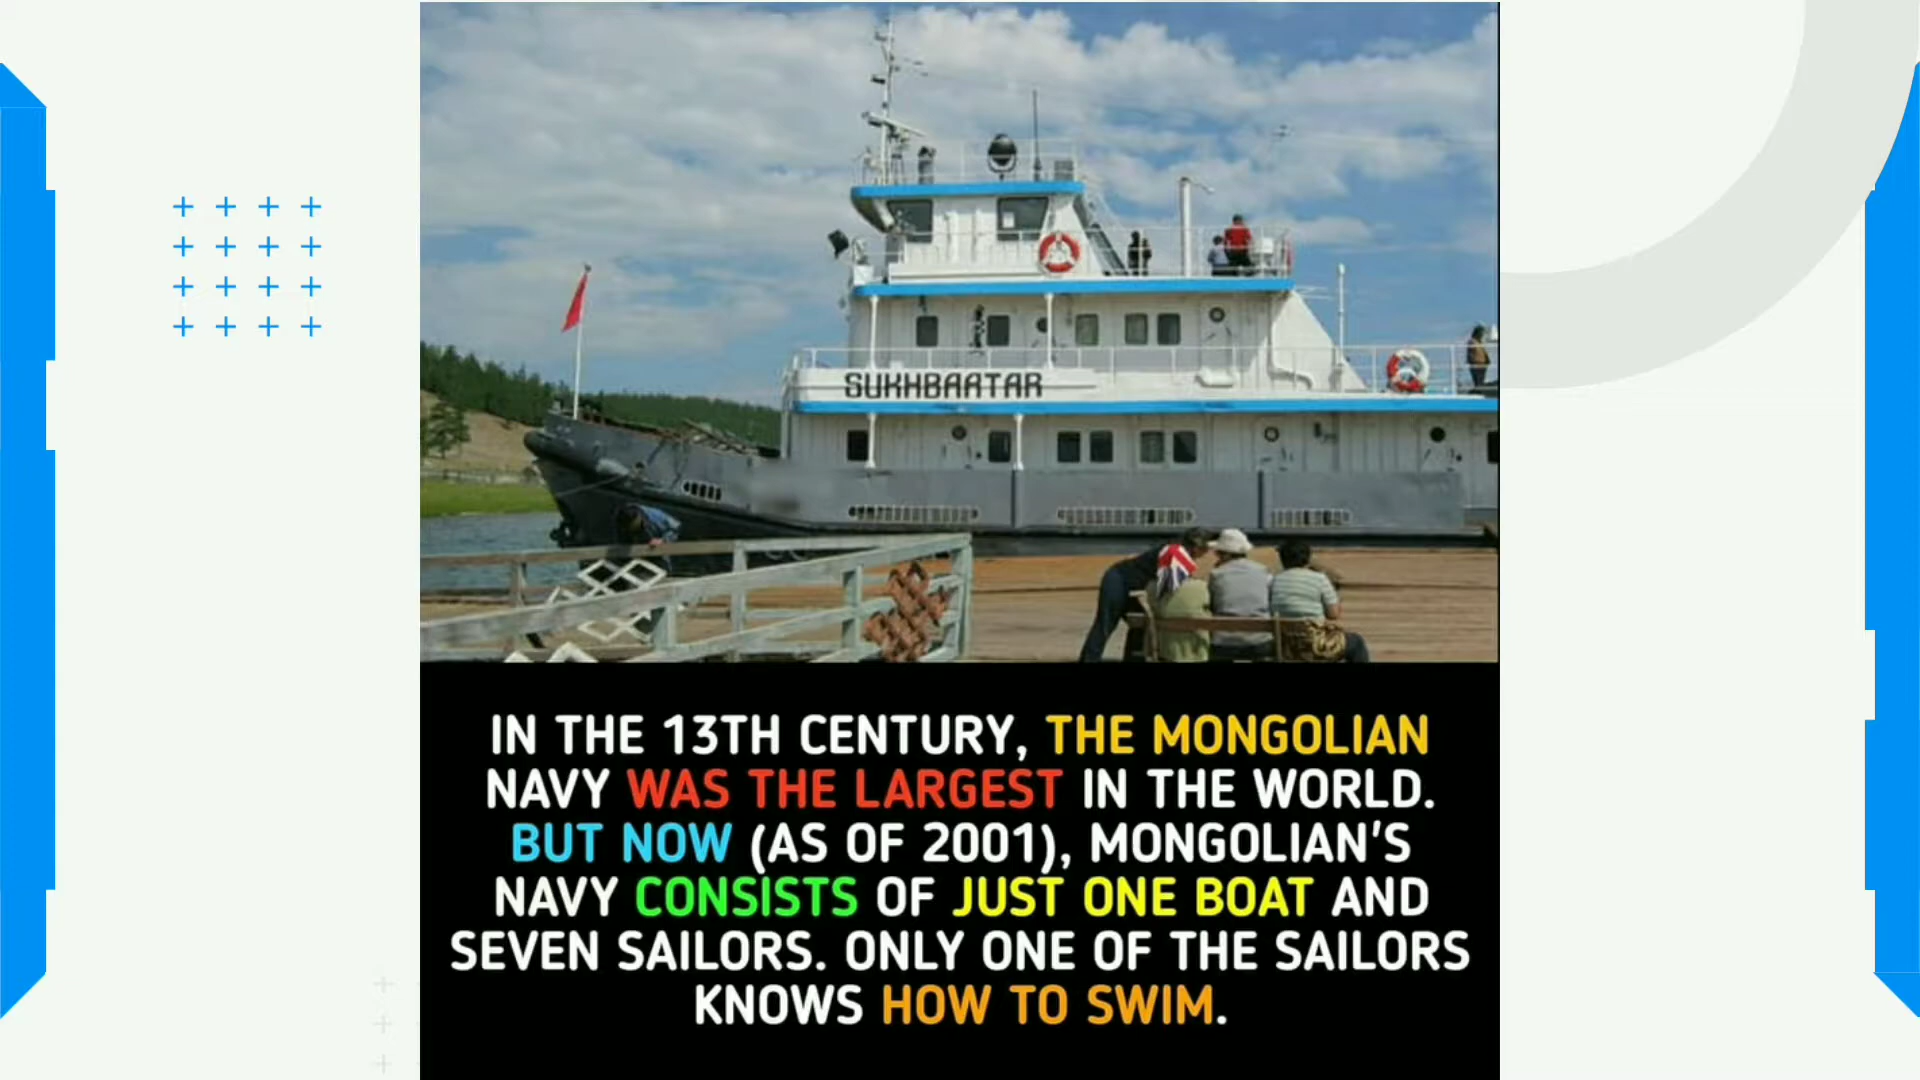 SUKHBAATAR
IN THE 13TH CENTURY, THE MONGOLIAN
NAVY WAS THE LARGEST IN THE WORLD.
BUT NOW (AS OF 2001), MONGOLIAN'S
NAVY CONSISTS OF JUST ONE BOAT AND
SEVEN SAILORS. ONLY ONE OF THE SAILORS
KNOWS HOW TO SWIM.